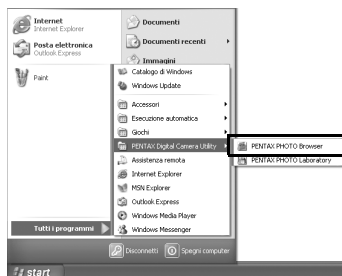 Internet
Internet Explorer
Posta elettronica
Outlook Express
Paint
Tutti i programmi
Documenti
Documenti recenti
Immagini
Catalogo di Windows
Windows Update
Accessori
Esecuzione automatica
Giochi
PENTAX Digital Camera Utility
Assistenza remota
Internet Explorer
MSN Explorer
Outlook Express
Windows Media Player
Windows Messenger
PENTAX PHOTO Browser
PENTAX PHOTO Laboratory
Disconnetti
Spegni computer
start